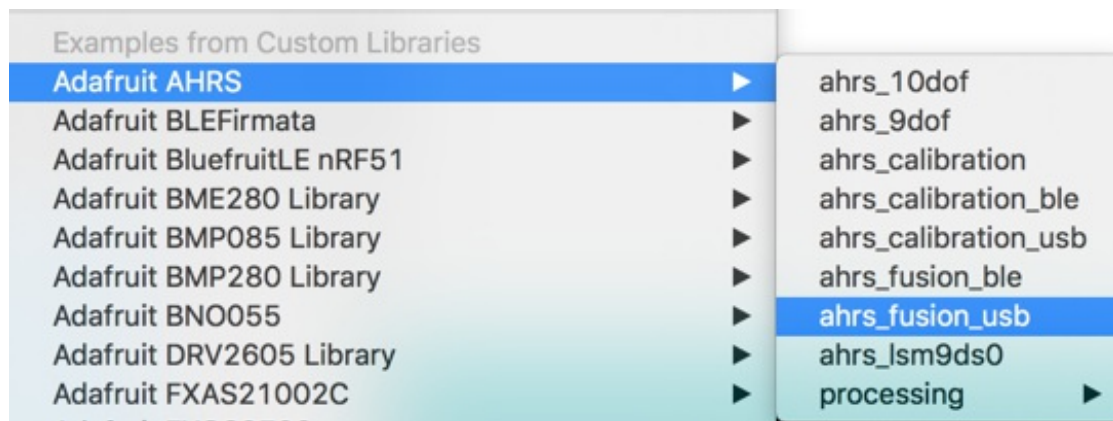 Examples from Custom Libraries
Adafruit AHRS
Adafruit BLEFirmata
Adafruit BluefruitLE nRF51
Adafruit BME280 Library
Adafruit BMP085 Library
Adafruit BMP280 Library
Adafruit BNO055
Adafruit DRV2605 Library
Adafruit FXAS21002C
ahrs_10dof
ahrs_9dof
ahrs_calibration
ahrs_calibration_ble
ahrs_calibration_usb
ahrs_fusion_ble
ahrs_fusion_usb
ahrs_lsm9ds0
processing